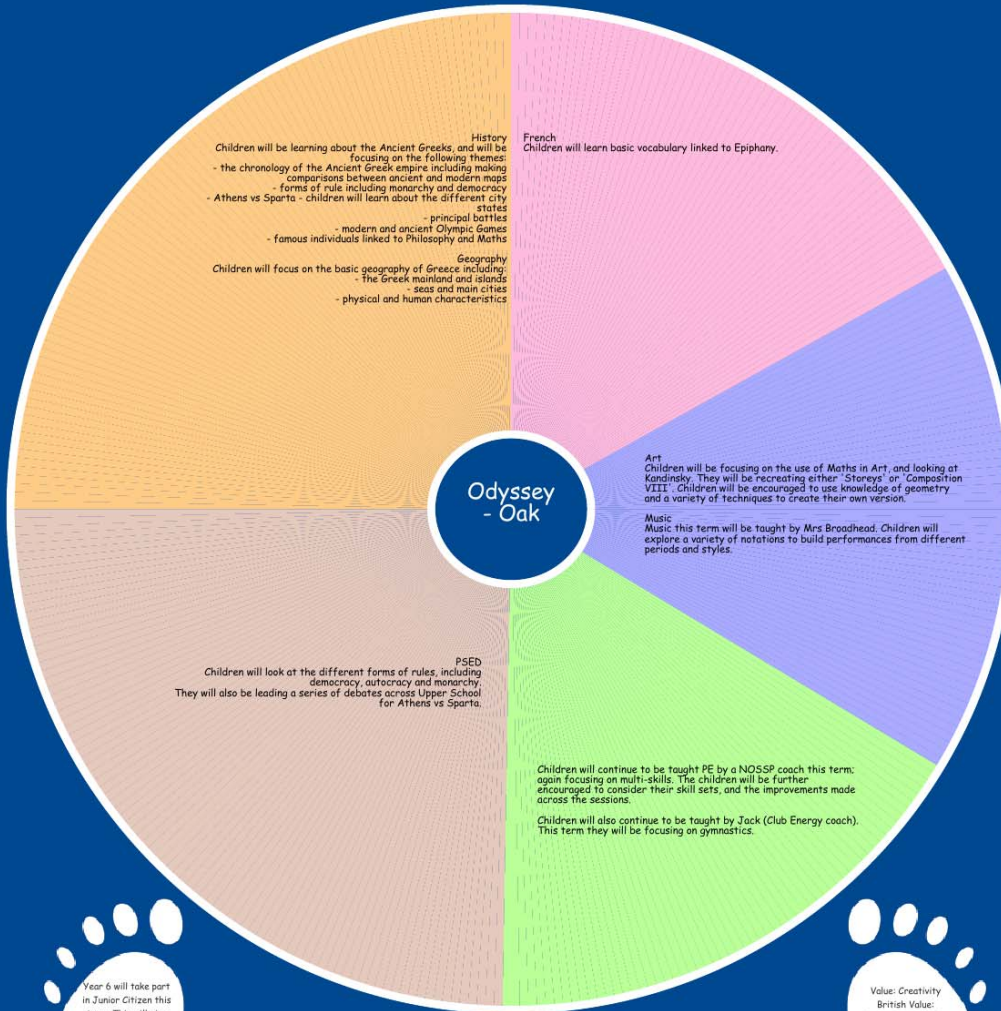 History
Children will be learning about the Ancient Greeks, and will be
focusing on the following themes:
- the chronology of the Ancient Greek empire including making
comparisons between ancient and modern maps
- forms of rule including monarchy and democracy
- Athens vs Sparta - children will learn about the different city
states
- principal battles
- modern and ancient Olympic Games
- famous individuals linked to Philosophy and Maths
Geography
Children will focus on the basic geography of Greece including:
- the Greek mainland and islands
- seas and main cities
- physical and human characteristics
French
Children will learn basic vocabulary linked to Epiphany.
Odyssey
- Oak
Art
Children will be focusing on the use of Maths in Art, and looking at
Kandinsky. They will be recreating either 'Storeys' or 'Composition
VIII'. Children will be encouraged to use knowledge of geometry
and a variety of techniques to create their own version.
Music
Music this term will be taught by Mrs Broadhead. Children will
explore a variety of notations to build performances from different
periods and styles.
PSED
Children will look at the different forms of rules, including
democracy, autocracy and monarchy.
They will also be leading a series of debates across Upper School
for Athens vs Sparta.
Children will continue to be taught PE by a NOSSP coach this term;
again focusing on multi-skills. The children will be further
encouraged to consider their skill sets, and the improvements made
across the sessions.
Children will also continue to be taught by Jack (Club Energy coach).
This term they will be focusing on gymnastics.
Year 6 will take part
in Junior Citizen this
Value: Creativity
British Value: